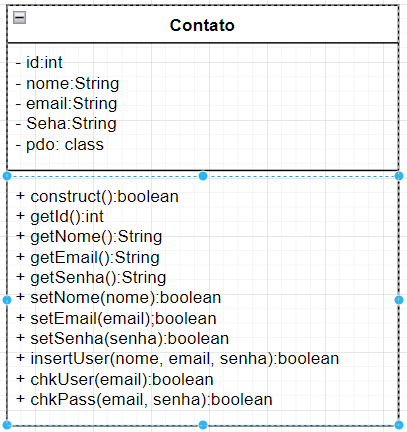 Contato
- id:int
- nome:String
- email:String
- Seha:String
- pdo: class
+ construct():boolean
+ getId():int
+ getNome():String
+ getEmail():String
+ getSenha():String
+ setNome(nome):boolean
+ setEmail(email);boolean
+ setSenha(senha):boolean
+ insertUser(nome, email, senha):boolean
+ chkUser(email):boolean
+ chkPass(email, senha):boolean